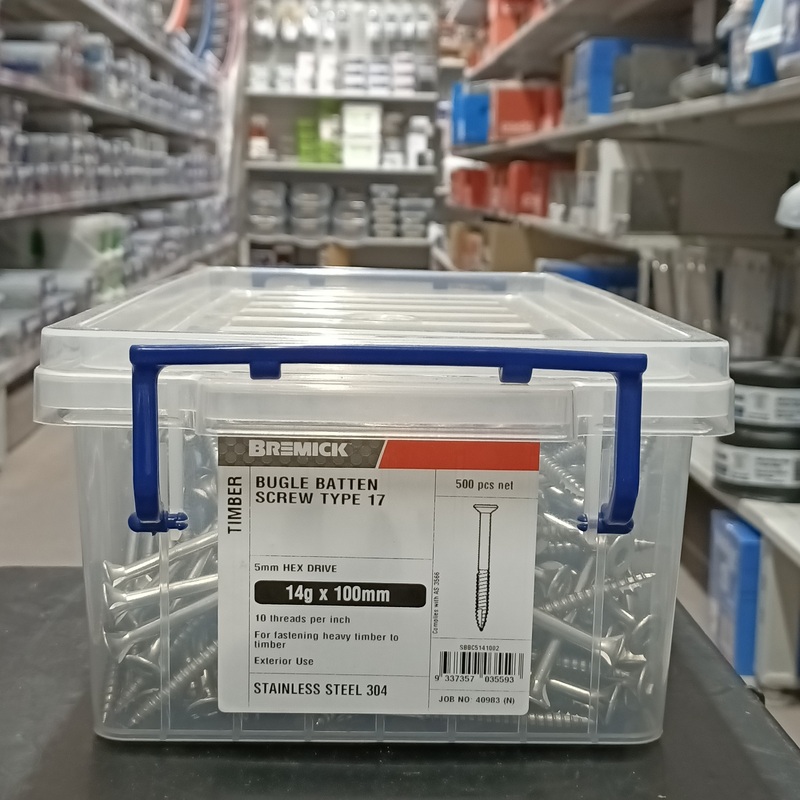 BREMICK
TIMBER
BUGLE BATTEN
SCREW TYPE 17
500 pcs net
5mm HEX DRIVE
14g x 100mm
10 threads per inch
For fastening heavy timber to
timber
Exterior Use
STAINLESS STEEL 304
Complies with AS 3566
SBBCS141002
9 337357 035593
JOB NO: 40983 (N)